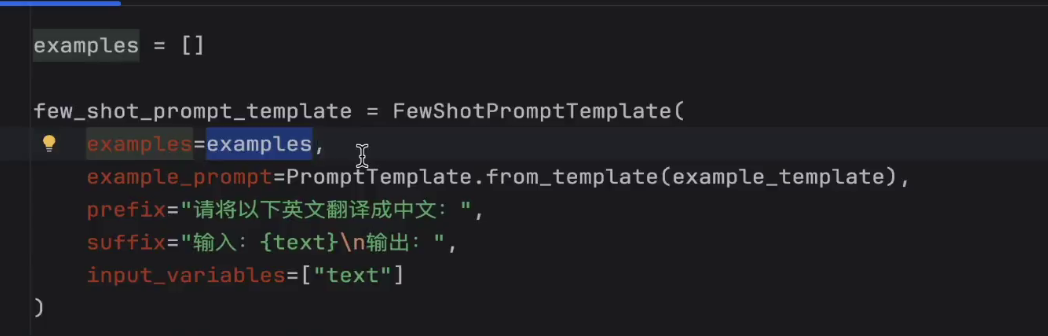 examples = []
few_shot_prompt_template = FewShotPromptTemplate(
examples=examples,
example_prompt=PromptTemplate.from_template(example_template),
prefix="请将以下英文翻译成中文：",
suffix="输入：{text}\n输出：",
input_variables=["text"]
)